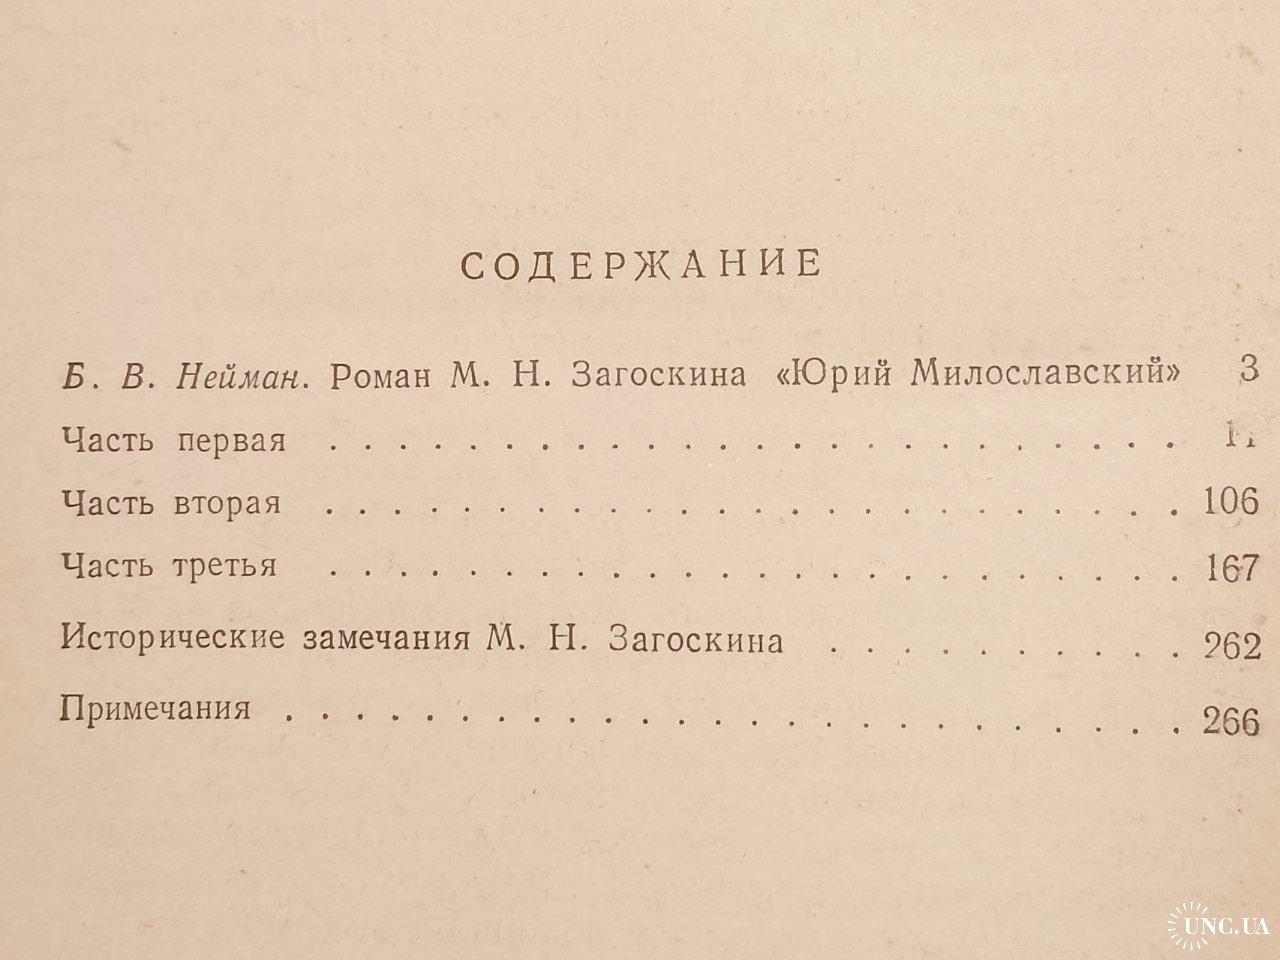 СОДЕРЖАНИЕ
Б. В. Нейман. Роман М. Н. Загоскина «Юрий Милославский» 3
Часть первая . . . . . . . . . . . . . . . . . . . . . . . . . 11
Часть вторая . . . . . . . . . . . . . . . . . . . . . . . . . 106
Часть третья . . . . . . . . . . . . . . . . . . . . . . . . . 167
Исторические замечания М. Н. Загоскина . . . . . . . . . . . 262
Примечания . . . . . . . . . . . . . . . . . . . . . . . . . 266
UNC.UA